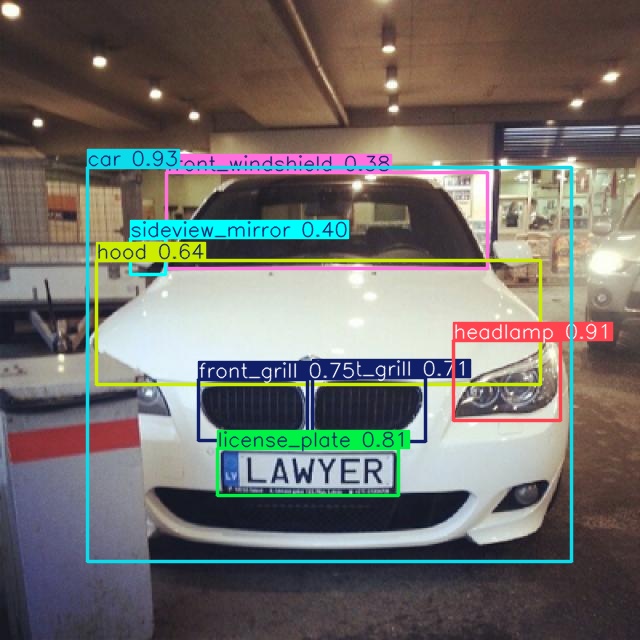 car 0.93
front_windshield 0.38
sideview_mirror 0.40
hood 0.64
headlamp 0.91
front_grill 0.75
t_grill 0.71
license_plate 0.81
LV
LAWYER